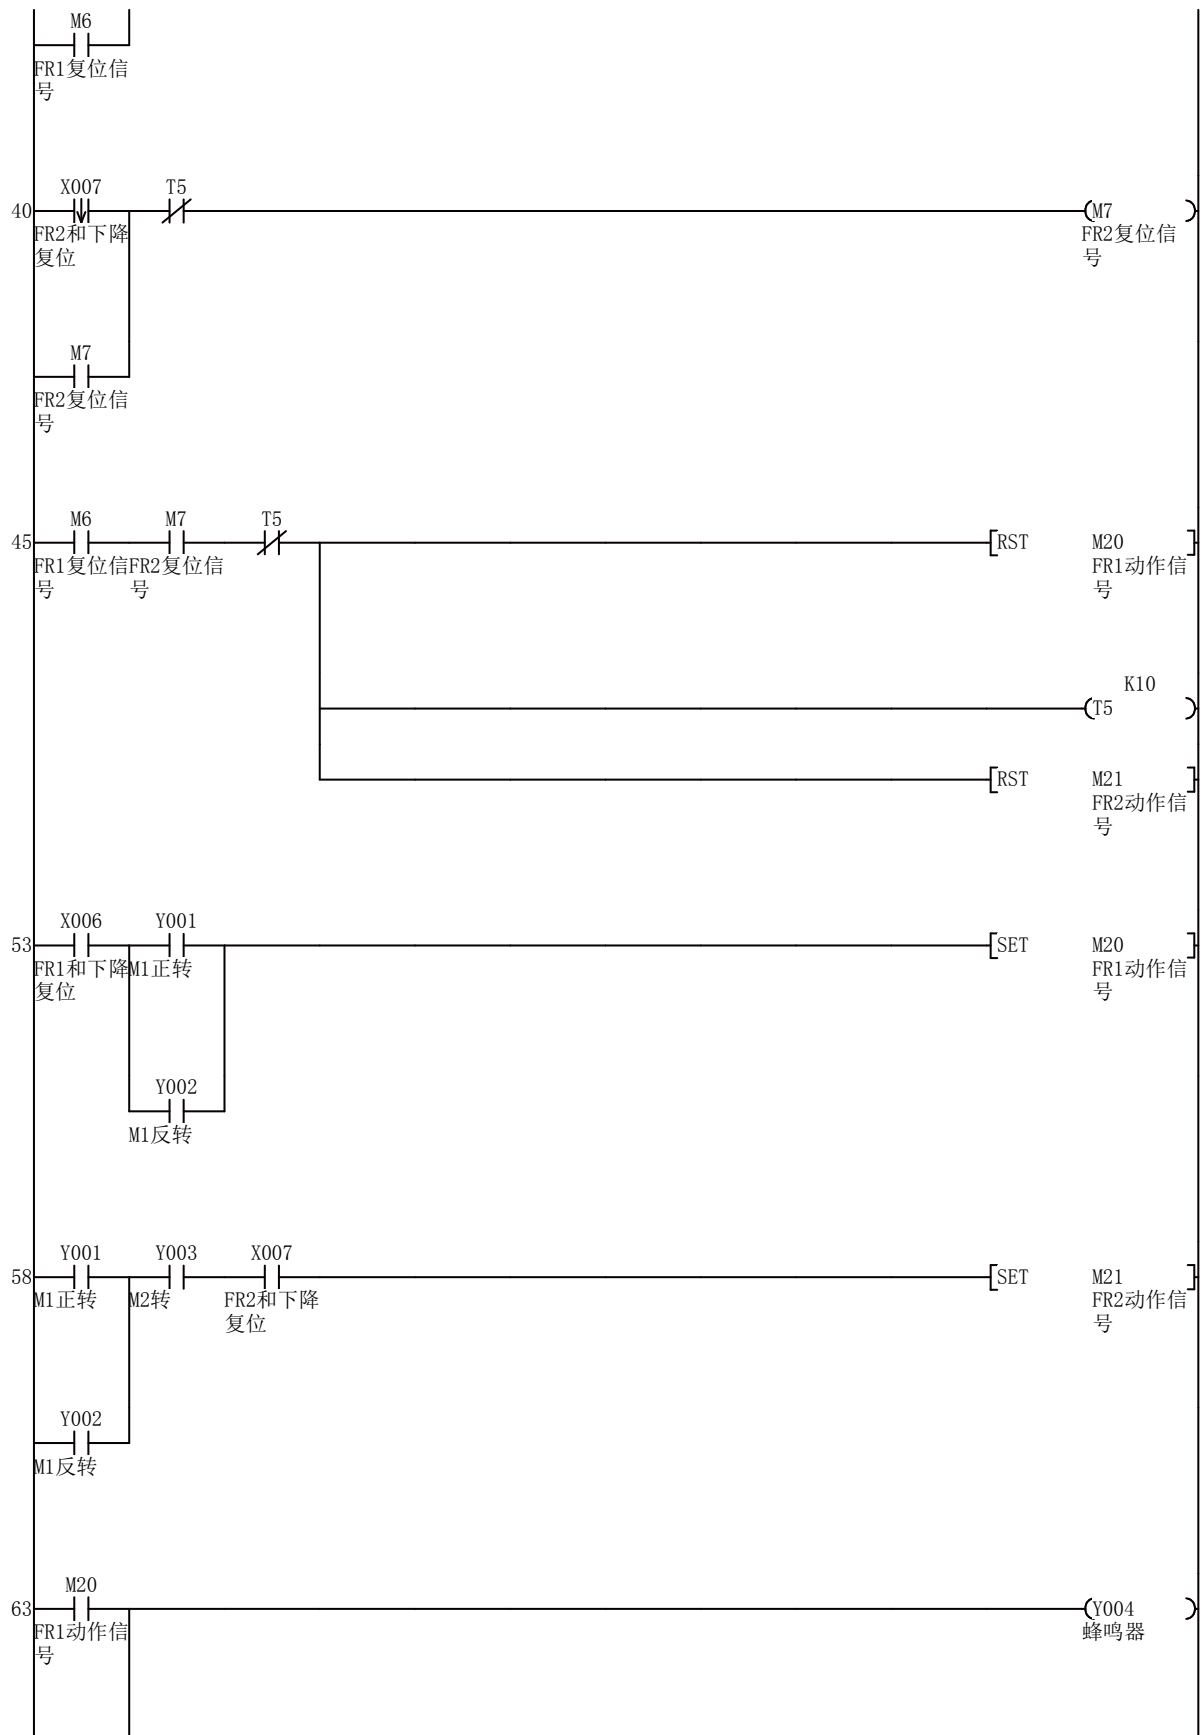 M6
FR1复位信
号
X007 T5
40 M7
FR2和下降 FR2复位信
复位 号
M7
FR2复位信
号
M6 M7 T5
45 RST M20
FR1复位信FR2复位信 FR1动作信
号 号 号
K10
T5
RST M21
FR2动作信
号
X006 Y001
53 SET M20
FR1和下降M1正转 FR1动作信
复位 号
Y002
M1反转
Y001 Y003 X007
58 SET M21
M1正转 M2转 FR2和下降 FR2动作信
复位 号
Y002
M1反转
M20
63 Y004
FR1动作信 蜂鸣器
号